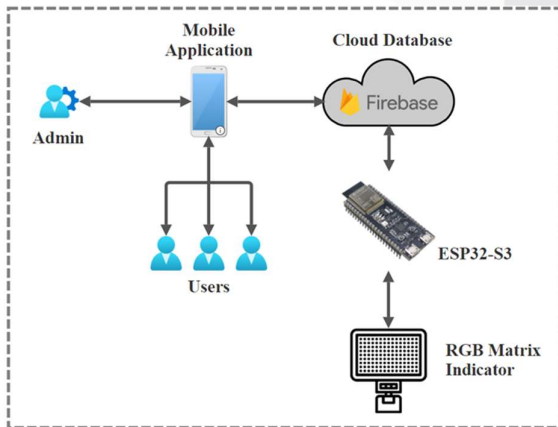 Mobile
Application
Cloud Database
Firebase
Admin
Users
ESP32-S3
RGB Matrix
Indicator